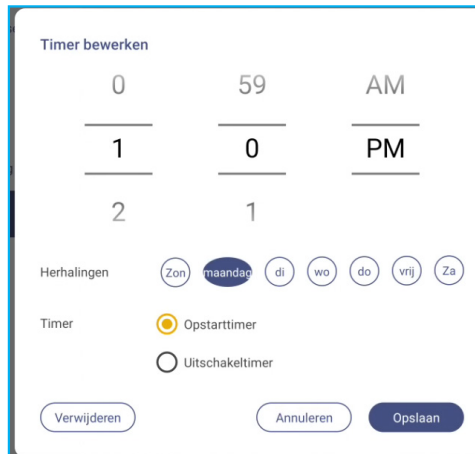 Timer bewerken
0 59 AM
1 0 PM
2 1
Herhalingen Zon maandag di wo do vrij Za
Timer Opstarttimer
Uitschakeltimer
Verwijderen Annuleren Opslaan